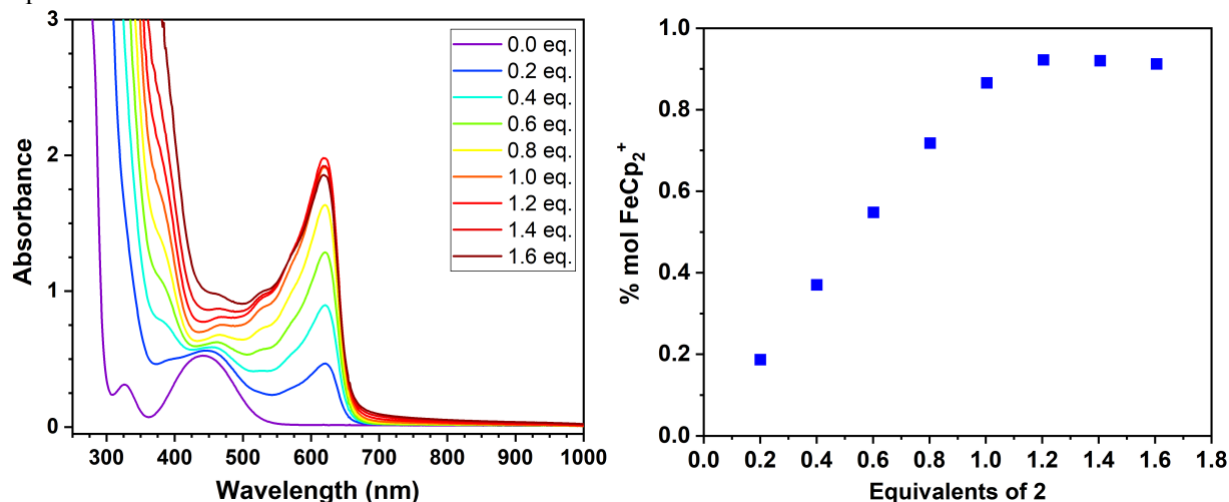 3
2
1
0
300
400
500
600
700
800
900
1000
Absorbance
Wavelength (nm)
0.0 eq.
0.2 eq.
0.4 eq.
0.6 eq.
0.8 eq.
1.0 eq.
1.2 eq.
1.4 eq.
1.6 eq.
1.0
0.8
0.6
0.4
0.2
0.0
0.0
0.2
0.4
0.6
0.8
1.0
1.2
1.4
1.6
1.8
% mol FeCp₂⁺
Equivalents of 2